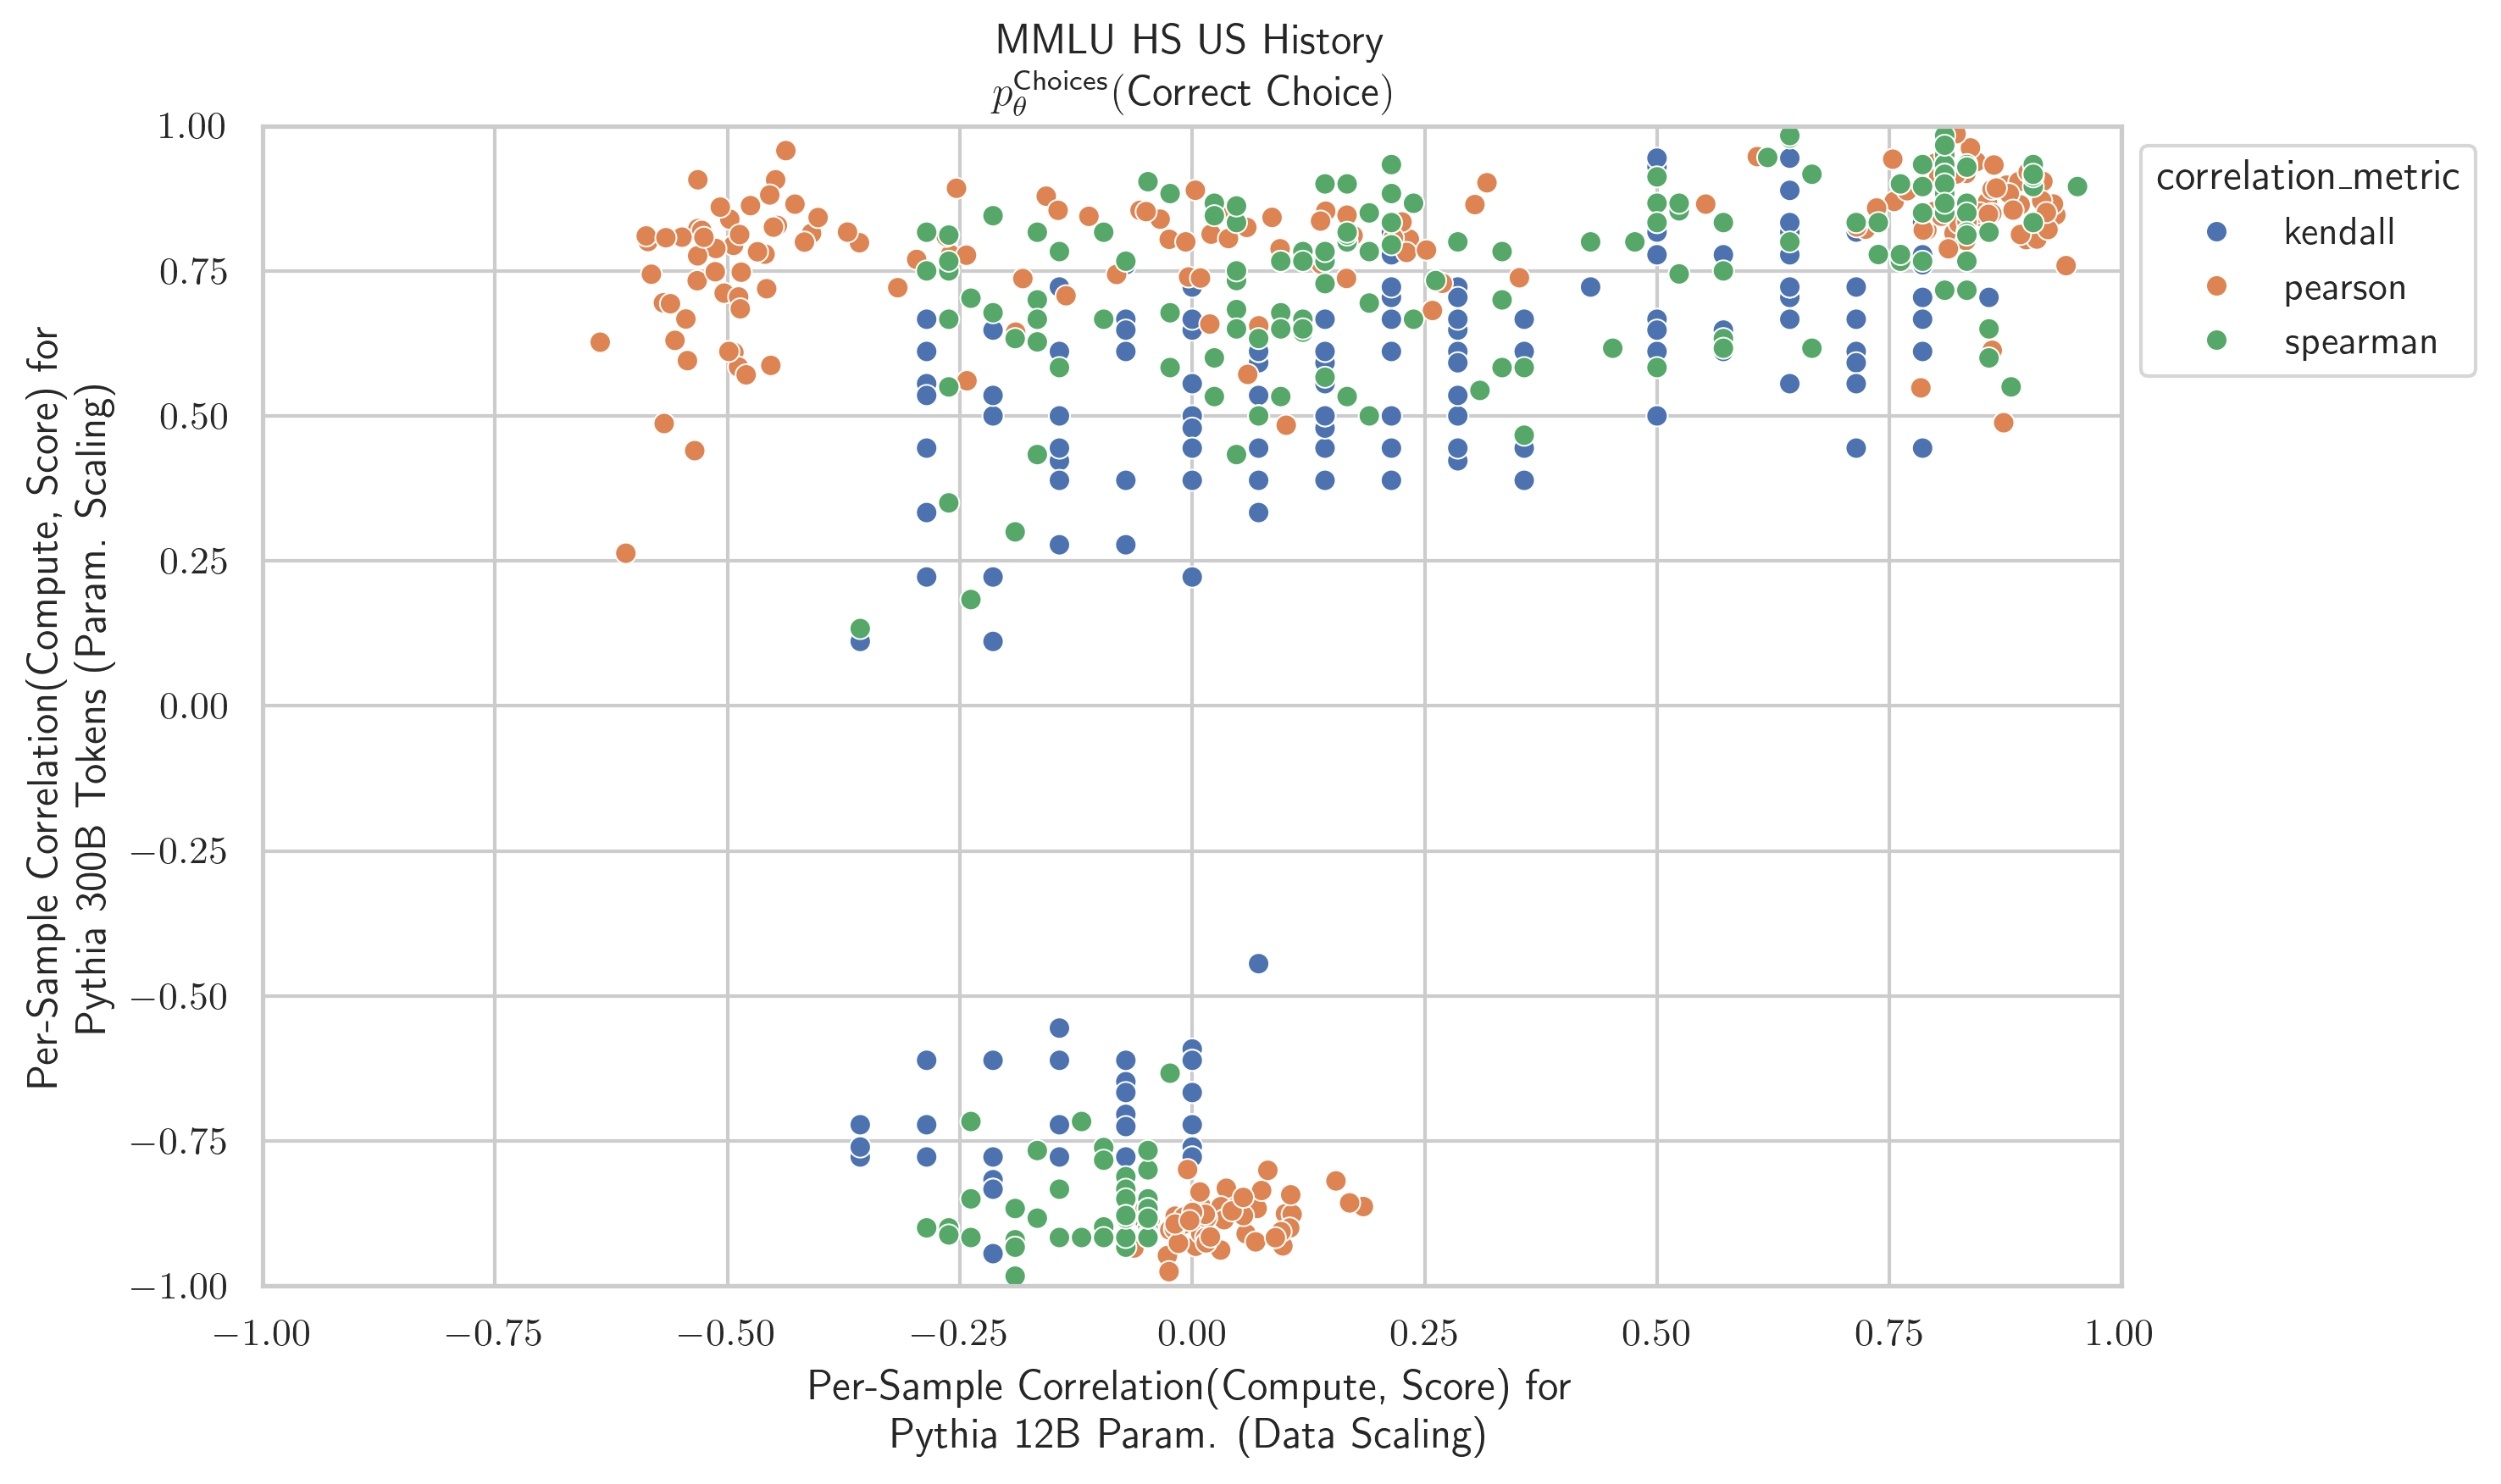 MMLU HS US History
p_θ^Choices(Correct Choice)
Per-Sample Correlation(Compute, Score) for
Pythia 300B Tokens (Param. Scaling)
1.00
0.75
0.50
0.25
0.00
−0.25
−0.50
−0.75
−1.00
−1.00 −0.75 −0.50 −0.25 0.00 0.25 0.50 0.75 1.00
Per-Sample Correlation(Compute, Score) for
Pythia 12B Param. (Data Scaling)
correlation_metric
kendall
pearson
spearman